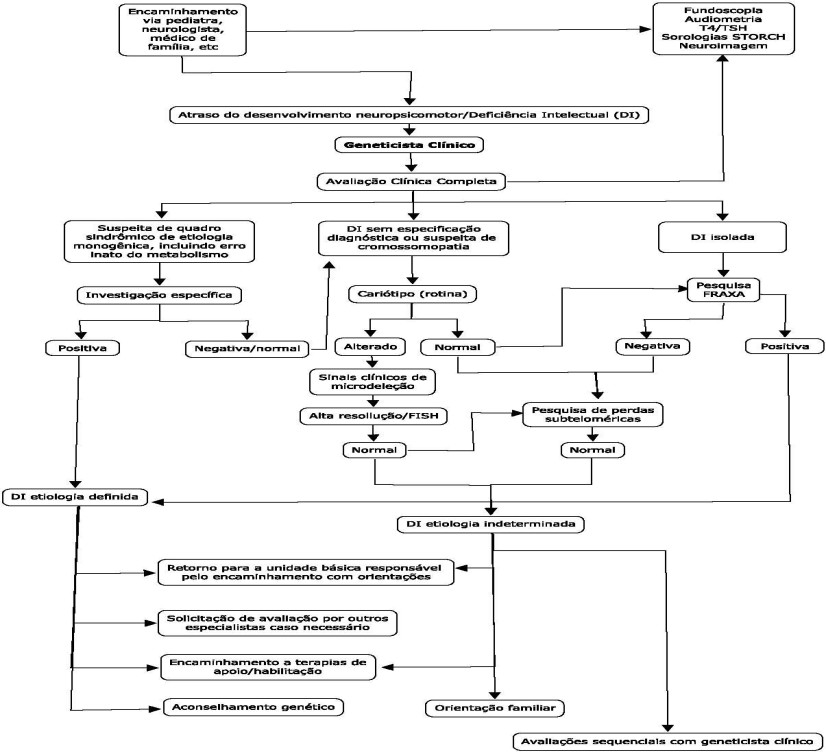 Encaminhamento
via pediatra,
neurologista,
médico de
família, etc
Fundoscopia
Audiometria
T4/TSH
Sorologias STORCH
Neuroimagem
Atraso do desenvolvimento neuropsicomotor/Deficiência Intelectual (DI)
Geneticista Clínico
Avaliação Clínica Completa
Suspeita de quadro
sindrômico de etiologia
monogênica, incluindo erro
inato do metabolismo
DI sem especificação
diagnóstica ou suspeita de
cromossomopatia
DI isolada
Investigação específica
Cariótipo (rotina)
Pesquisa
FRAXA
Positiva
Negativa/normal
Alterado
Normal
Negativa
Positiva
Sinais clínicos de
microdeleção
Alta resolução/FISH
Pesquisa de perdas
subteloméricas
Normal
Normal
DI etiologia definida
DI etiologia indeterminada
Retorno para a unidade básica responsável
pelo encaminhamento com orientações
Solicitação de avaliação por outros
especialistas caso necessário
Encaminhamento a terapias de
apoio/habilitação
Aconselhamento genético
Orientação familiar
Avaliações sequenciais com geneticista clínico